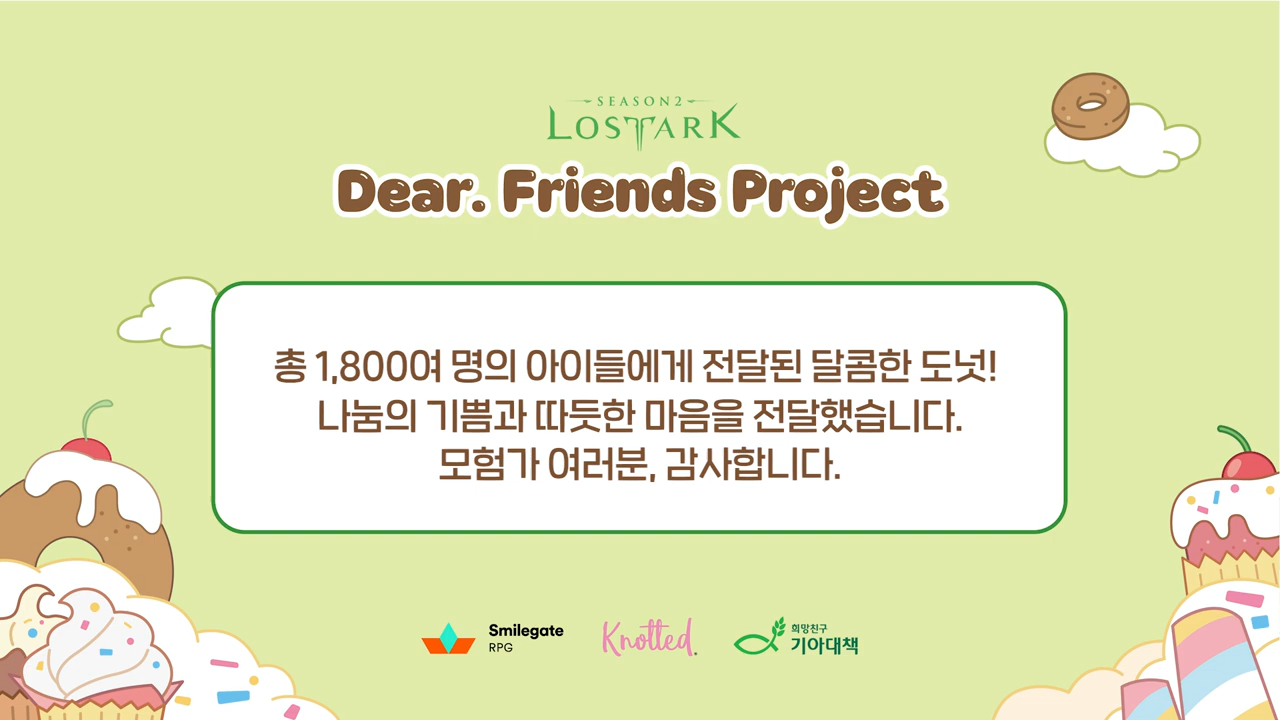 SEASON2
LOSTARK
Dear. Friends Project
총 1,800여 명의 아이들에게 전달된 달콤한 도넛!
나눔의 기쁨과 따듯한 마음을 전달했습니다.
모험가 여러분, 감사합니다.
Smilegate
RPG
Knotted.
희망친구
기아대책